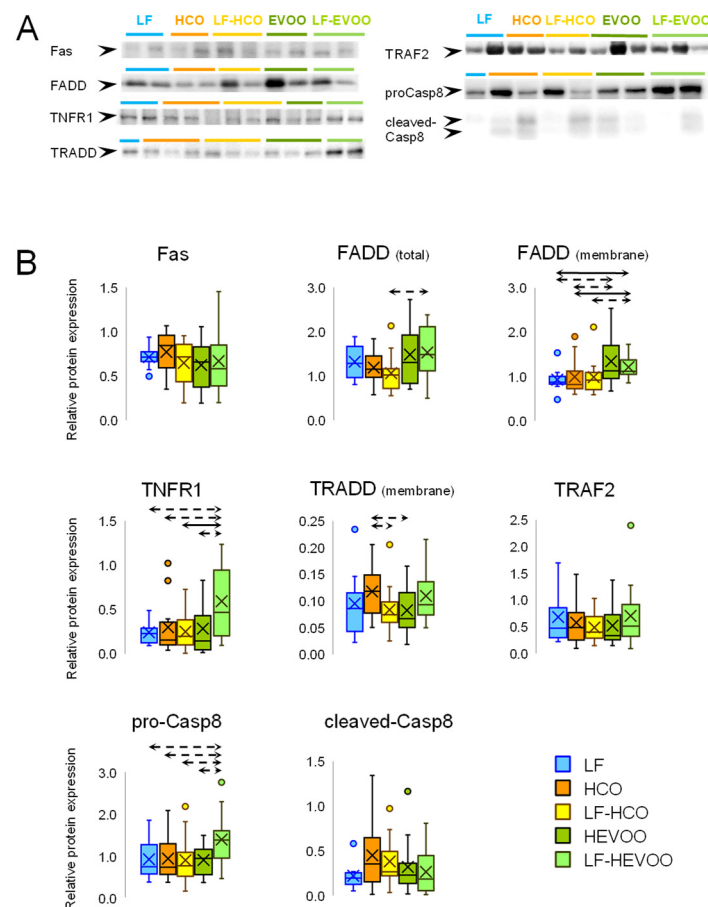 A
LF HCO LF-HCO EVOO LF-EVOO
Fas
FADD
TNFR1
TRADD
LF HCO LF-HCO EVOO LF-EVOO
TRAF2
proCasp8
cleaved-
Casp8
B
Fas
Relative protein expression
1.5
1.0
0.5
0.0
FADD (total)
3.0
2.0
1.0
0.0
FADD (membrane)
3.0
2.0
1.0
0.0
TNFR1
Relative protein expression
1.5
1.0
0.5
0.0
TRADD (membrane)
0.25
0.20
0.15
0.10
0.05
0.00
TRAF2
2.5
2.0
1.5
1.0
0.5
0.0
pro-Casp8
Relative protein expression
3.0
2.0
1.0
0.0
cleaved-Casp8
1.5
1.0
0.5
0.0
LF
HCO
LF-HCO
HEVOO
LF-HEVOO